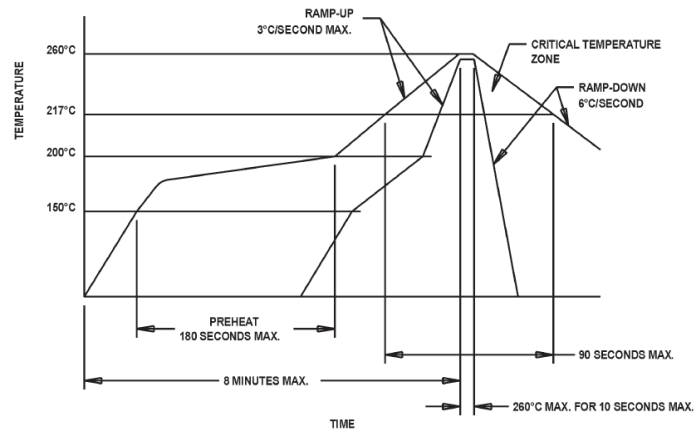 RAMP-UP
3°C/SECOND MAX.
260°C
CRITICAL TEMPERATURE
ZONE
RAMP-DOWN
6°C/SECOND
TEMPERATURE
217°C
200°C
150°C
PREHEAT
180 SECONDS MAX.
90 SECONDS MAX.
8 MINUTES MAX.
260°C MAX. FOR 10 SECONDS MAX.
TIME